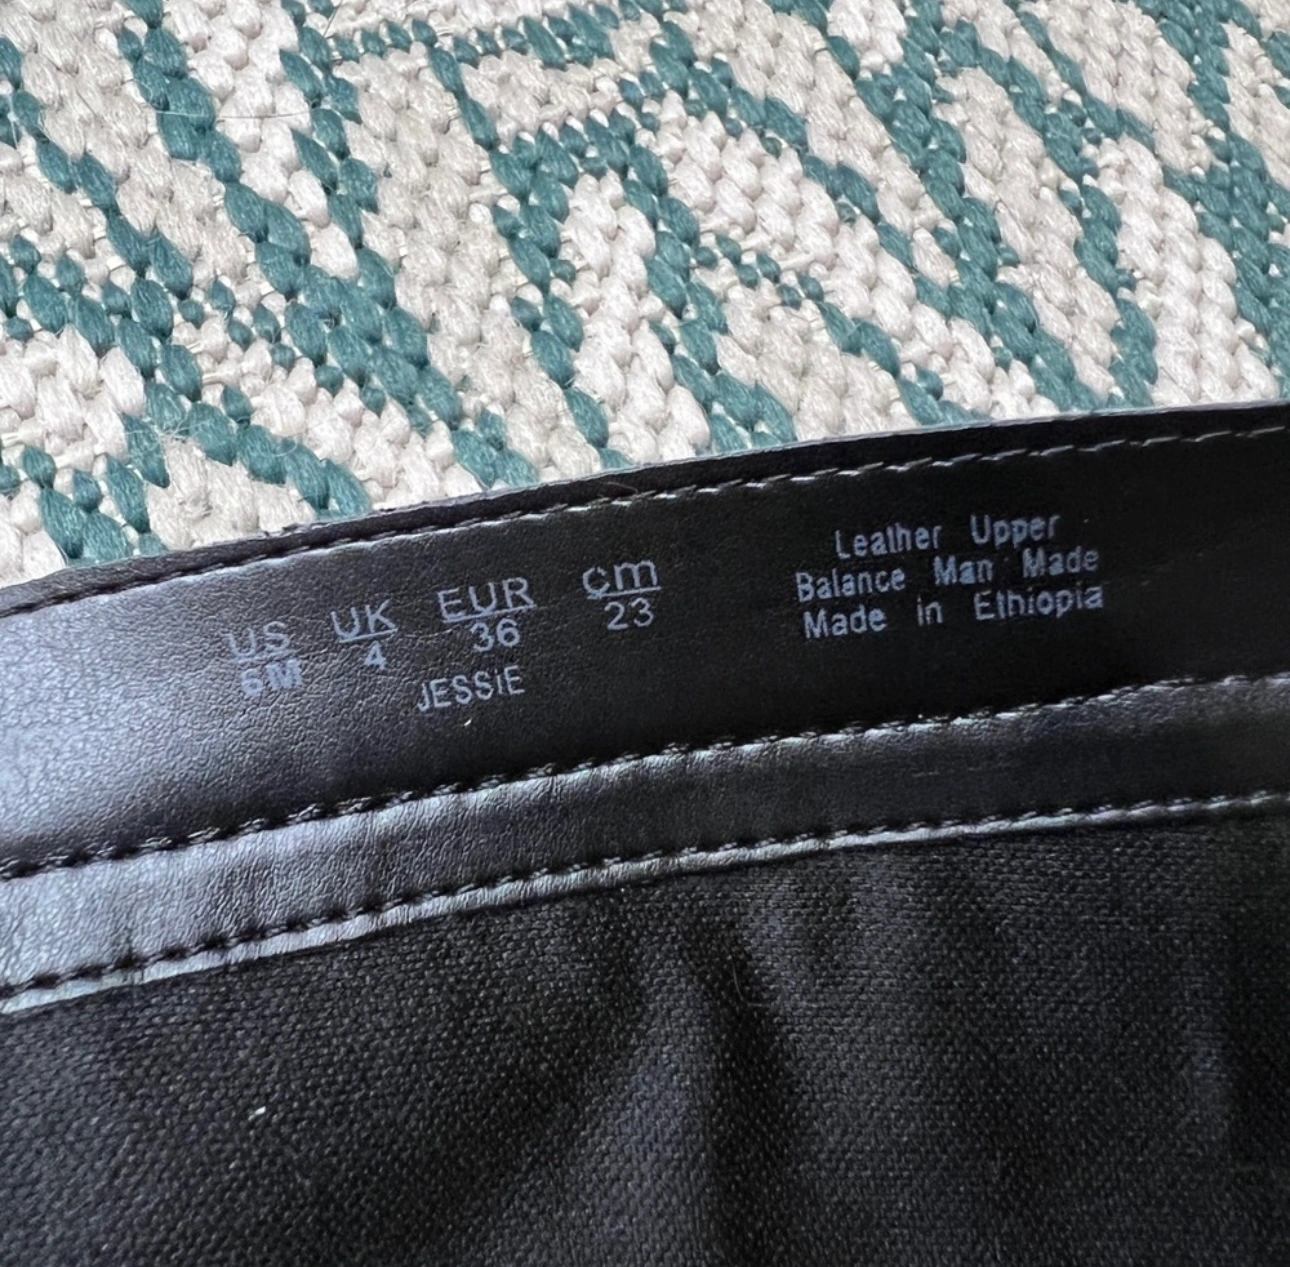 US UK EUR cm
6M 4 36 23
JESSIE
Leather Upper
Balance Man Made
Made in Ethiopia